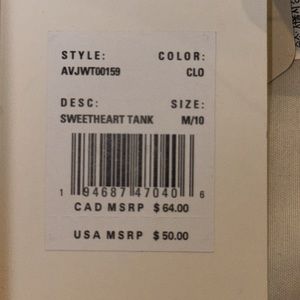 STYLE: COLOR:
AVJWT00159 CLO
DESC: SIZE:
SWEETHEART TANK M/10
1 94687 47040 6
CAD MSRP $64.00
USA MSRP $50.00